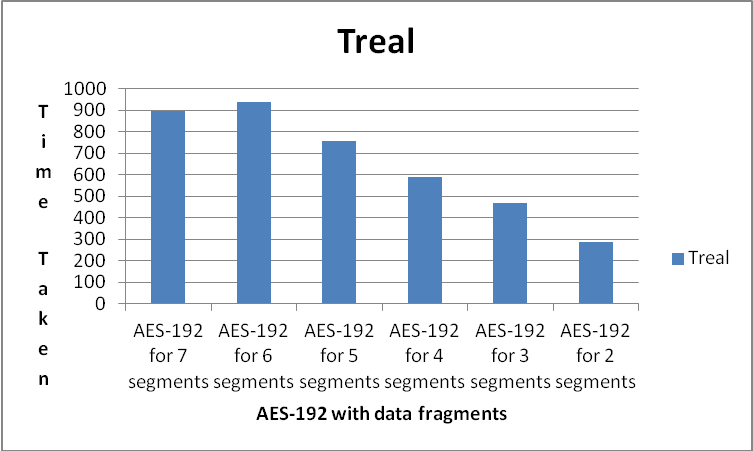 Treal
1000
900
800
700
600
500
400
300
200
100
0
Time Taken
AES-192 for 7 segments
AES-192 for 6 segments
AES-192 for 5 segments
AES-192 for 4 segments
AES-192 for 3 segments
AES-192 for 2 segments
AES-192 with data fragments
Treal